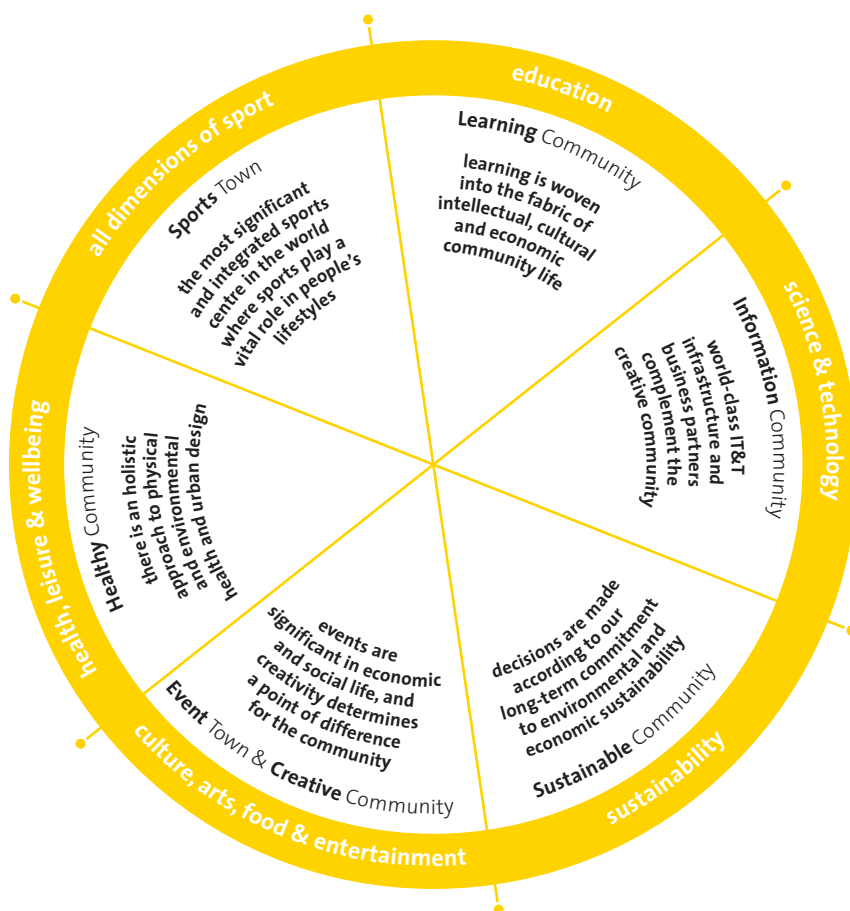 education
Learning Community
learning is woven
into the fabric of
intellectual, cultural
and economic
community life
science & technology
Information Community
world-class IT&T
infrastructure and
business partners
complement the
creative community
sustainability
decisions are made
according to our
long-term commitment
to environmental and
economic sustainability
Sustainable Community
culture, arts, food & entertainment
events are
significant in economic
and social life, and
creativity determines
a point of difference
for the community
Event Town & Creative Community
health, leisure & wellbeing
Healthy Community
there is an holistic
approach to physical
and environmental
health and urban design
all dimensions of sport
Sports Town
the most significant
and integrated sports
centre in the world
where sports play a
vital role in people’s
lifestyles